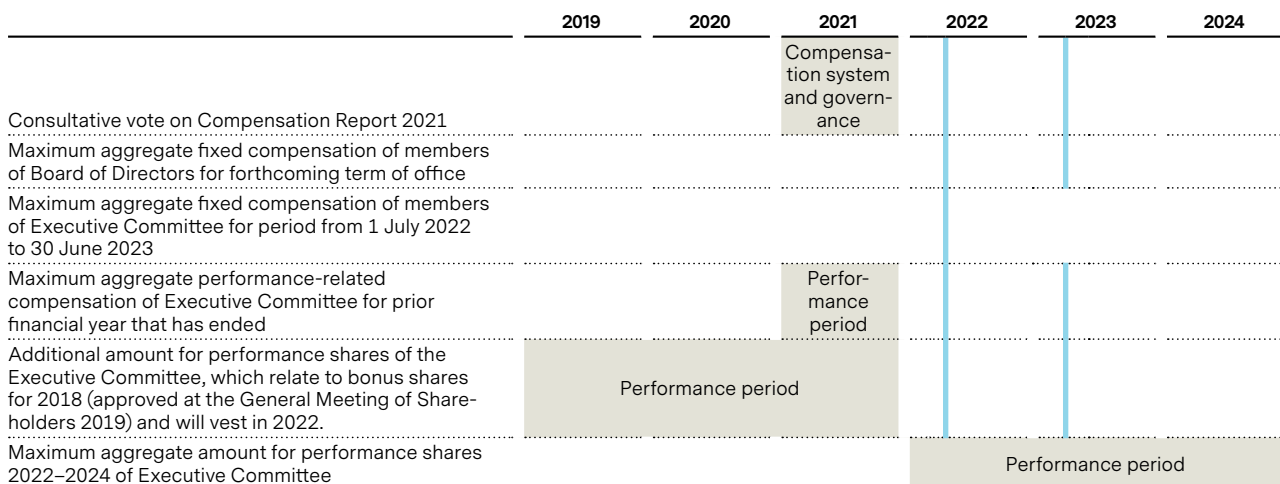 2019 2020 2021 2022 2023 2024
Compensa-
tion system
and govern-
ance
Consultative vote on Compensation Report 2021
Maximum aggregate fixed compensation of members
of Board of Directors for forthcoming term of office
Maximum aggregate fixed compensation of members
of Executive Committee for period from 1 July 2022
to 30 June 2023
Maximum aggregate performance-related
compensation of Executive Committee for prior
financial year that has ended
Perfor-
mance
period
Additional amount for performance shares of the
Executive Committee, which relate to bonus shares
for 2018 (approved at the General Meeting of Share-
holders 2019) and will vest in 2022.
Performance period
Maximum aggregate amount for performance shares
2022–2024 of Executive Committee
Performance period